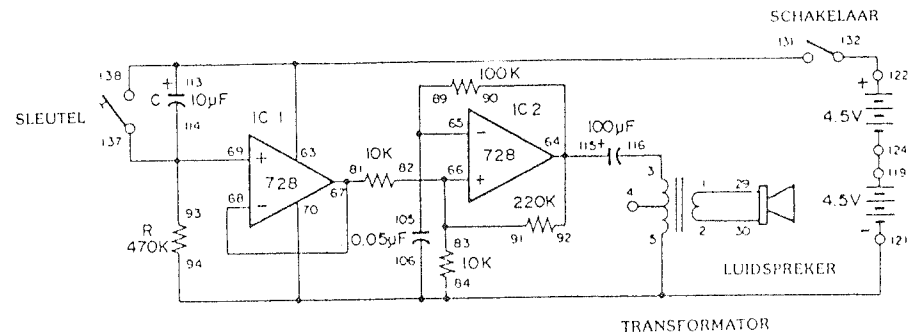 SCHAKELAAR
131
132
138
+
113
100K
122
+
89
90
C
10µF
IC 1
IC 2
4.5V
SLEUTEL
114
63
65
-
64
100µF
137
10K
728
115
+
116
124
69
+
81
82
66
+
3
119
728
67
220K
4
1
29
4.5V
68
-
70
93
105
R
0.05µF
83
91
92
5
2
30
-
470K
106
10K
121
94
84
LUIDSPREKER
TRANSFORMATOR